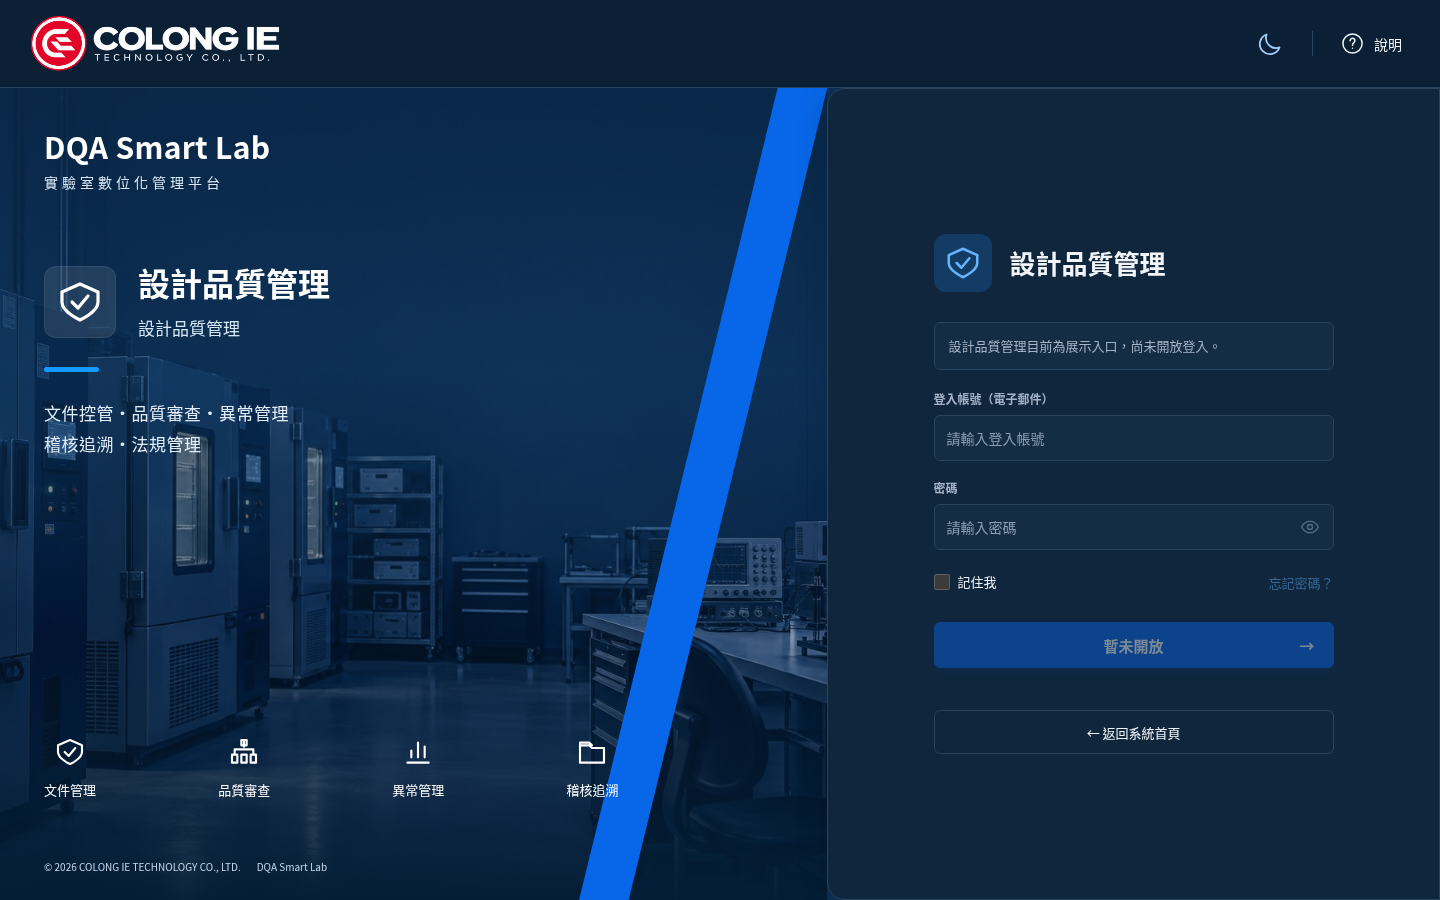 COLONG IE
TECHNOLOGY CO., LTD.
說明
DQA Smart Lab
實驗室數位化管理平台
設計品質管理
設計品質管理
文件控管・品質審查・異常管理
稽核追溯・法規管理
文件管理
品質審查
異常管理
稽核追溯
© 2026 COLONG IE TECHNOLOGY CO., LTD. DQA Smart Lab
設計品質管理
設計品質管理目前為展示入口，尚未開放登入。
登入帳號（電子郵件）
請輸入登入帳號
密碼
請輸入密碼
記住我
忘記密碼？
暫未開放 →
← 返回系統首頁